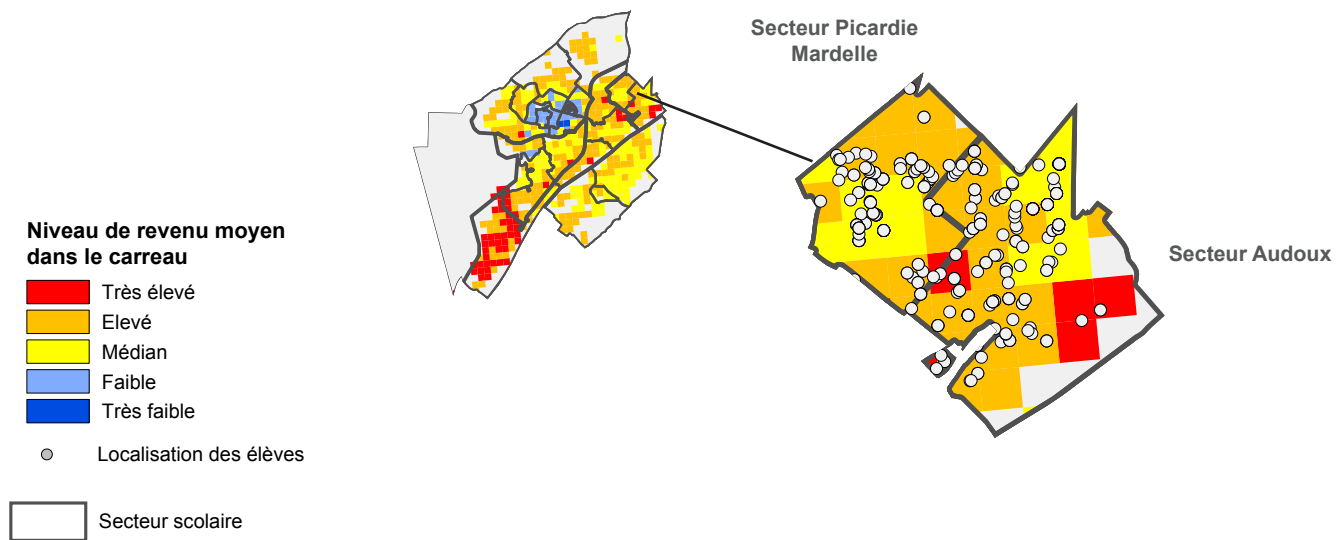 Secteur Picardie
Mardelle
Secteur Audoux
Niveau de revenu moyen
dans le carreau
Très élevé
Elevé
Médian
Faible
Très faible
Localisation des élèves
Secteur scolaire